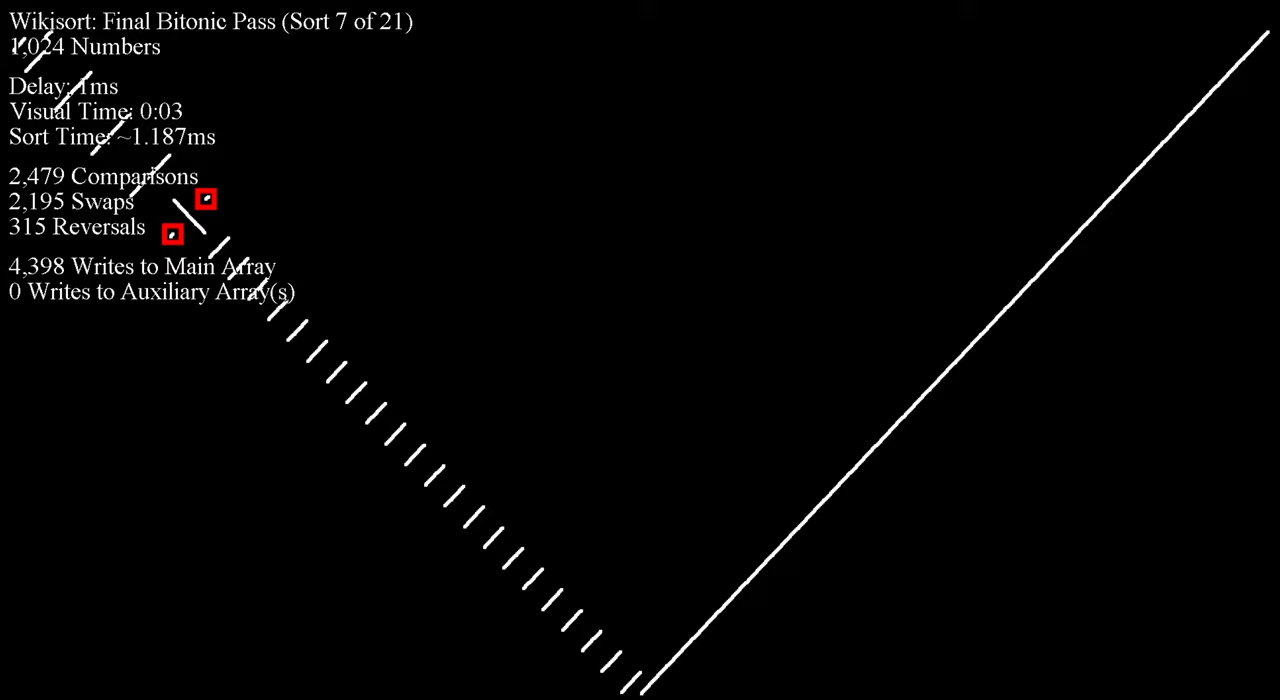 Wikisort: Final Bitonic Pass (Sort 7 of 21)
1,024 Numbers
Delay: 1ms
Visual Time: 0:03
Sort Time: ~1.187ms
2,479 Comparisons
2,195 Swaps
315 Reversals
4,398 Writes to Main Array
0 Writes to Auxiliary Array(s)